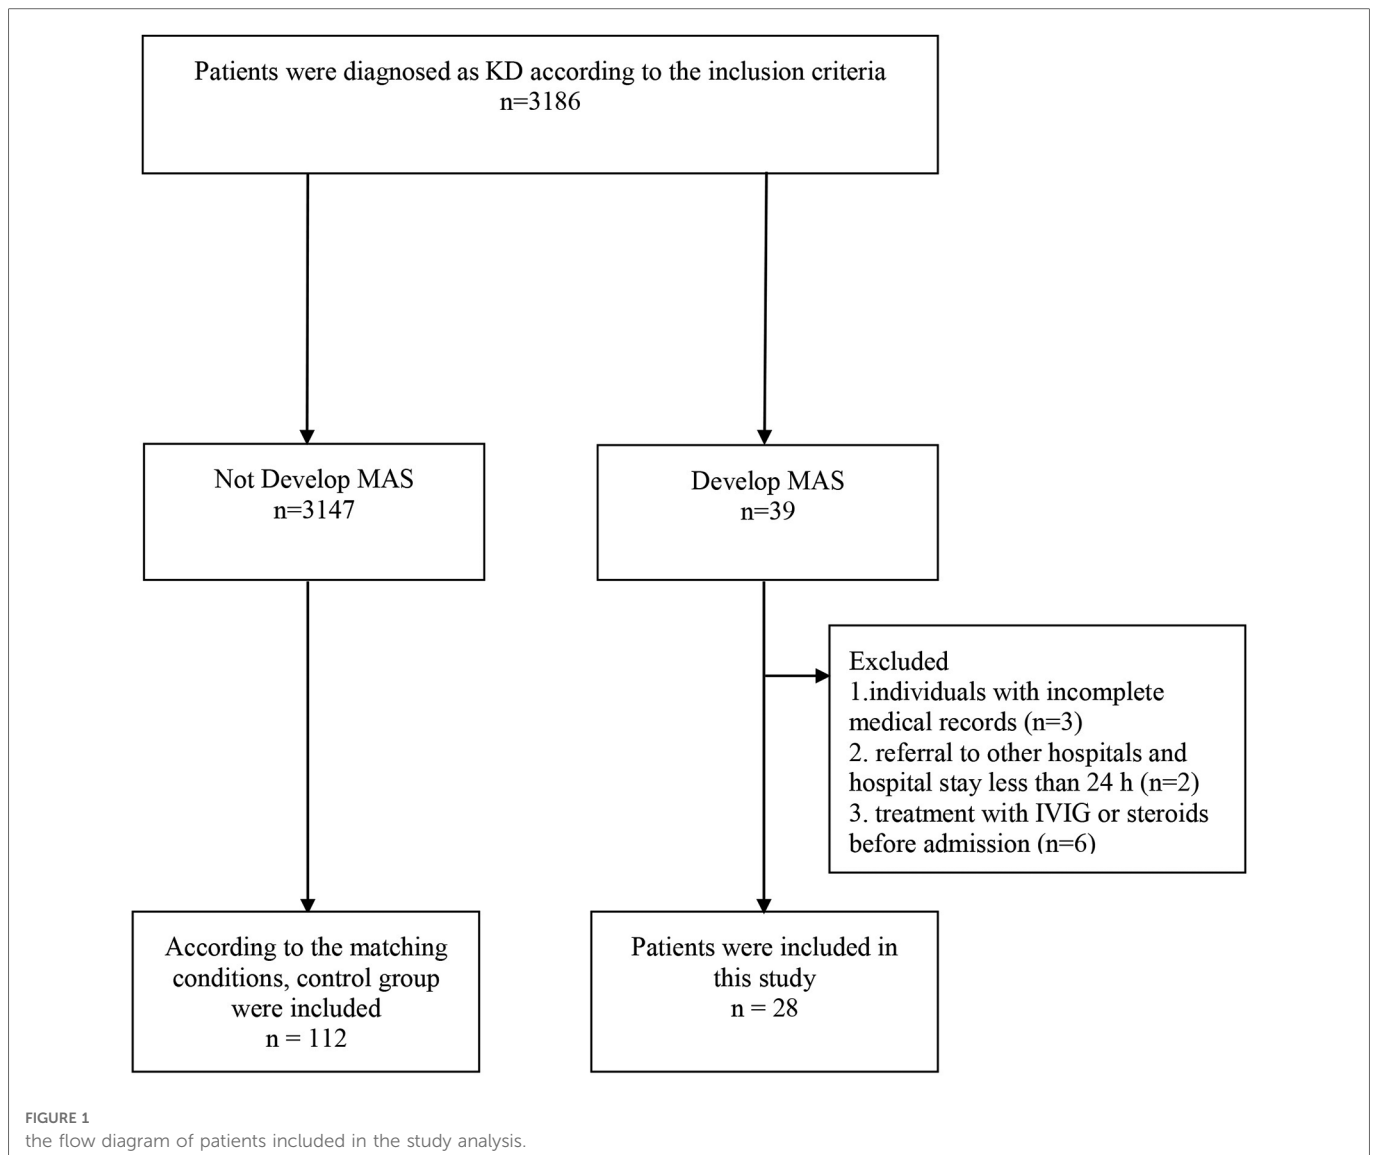 Patients were diagnosed as KD according to the inclusion criteria
n=3186
Not Develop MAS
n=3147
Develop MAS
n=39
Excluded
1.individuals with incomplete
medical records (n=3)
2. referral to other hospitals and
hospital stay less than 24 h (n=2)
3. treatment with IVIG or steroids
before admission (n=6)
According to the matching
conditions, control group
were included
n = 112
Patients were included in
this study
n = 28
FIGURE 1
the flow diagram of patients included in the study analysis.